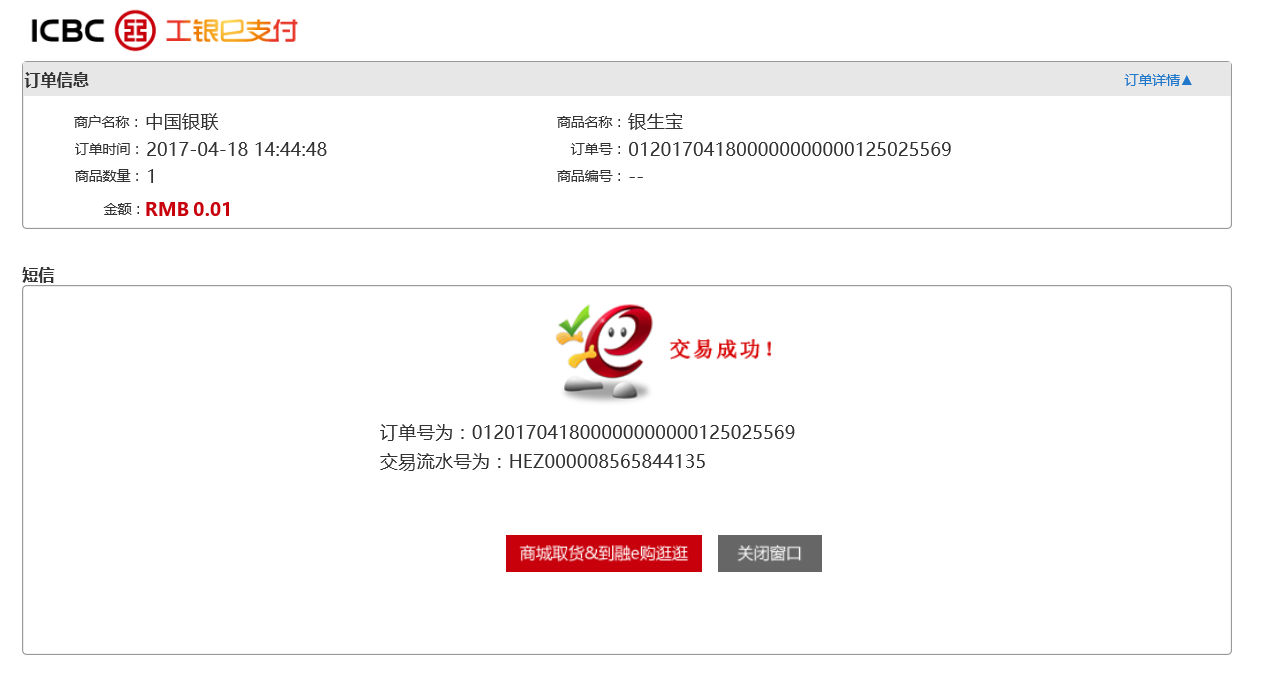 ICBC 工银e支付
订单信息 订单详情▲
商户名称：中国银联 商品名称：银生宝
订单时间：2017-04-18 14:44:48 订单号：012017041800000000000125025569
商品数量：1 商品编号：--
金额：RMB 0.01
短信
交易成功！
订单号为：012017041800000000000125025569
交易流水号为：HEZ000008565844135
商城取货&到融e购逛逛 关闭窗口